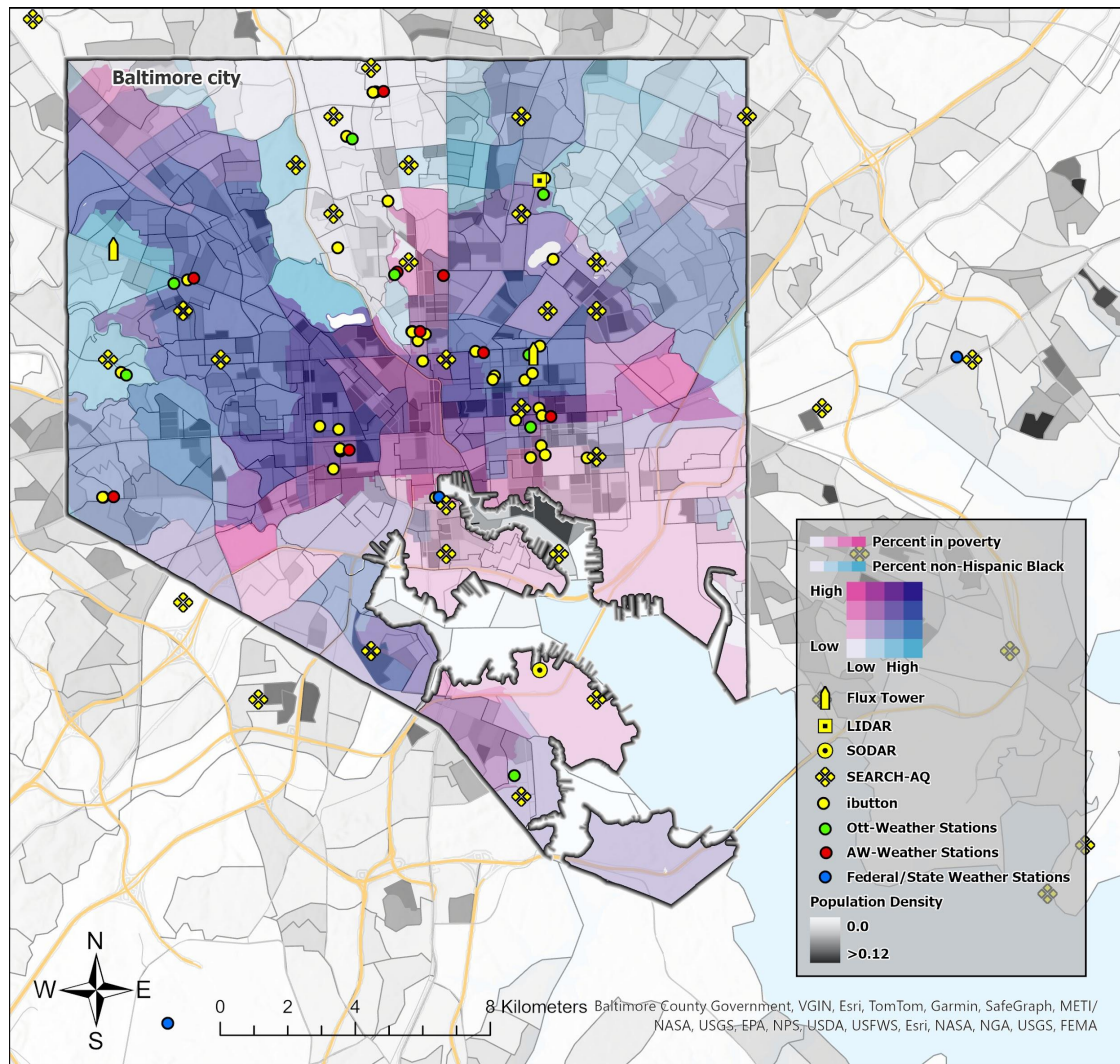 Baltimore city
Percent in poverty
Percent non-Hispanic Black
High
Low
Low High
Flux Tower
LIDAR
SODAR
SEARCH-AQ
ibutton
Ott-Weather Stations
AW-Weather Stations
Federal/State Weather Stations
Population Density
0.0
>0.12
N
W E
S
0 2 4 8 Kilometers
Baltimore County Government, VGIN, Esri, TomTom, Garmin, SafeGraph, METI/
NASA, USGS, EPA, NPS, USDA, USFWS, Esri, NASA, NGA, USGS, FEMA